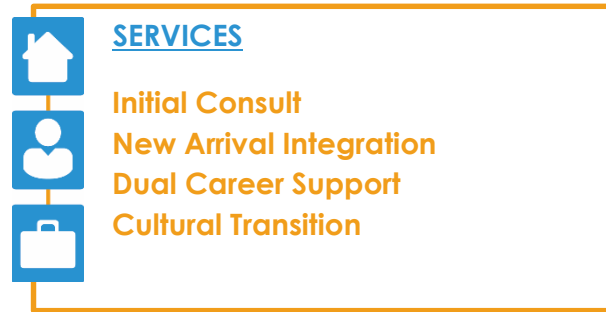 SERVICES
Initial Consult
New Arrival Integration
Dual Career Support
Cultural Transition